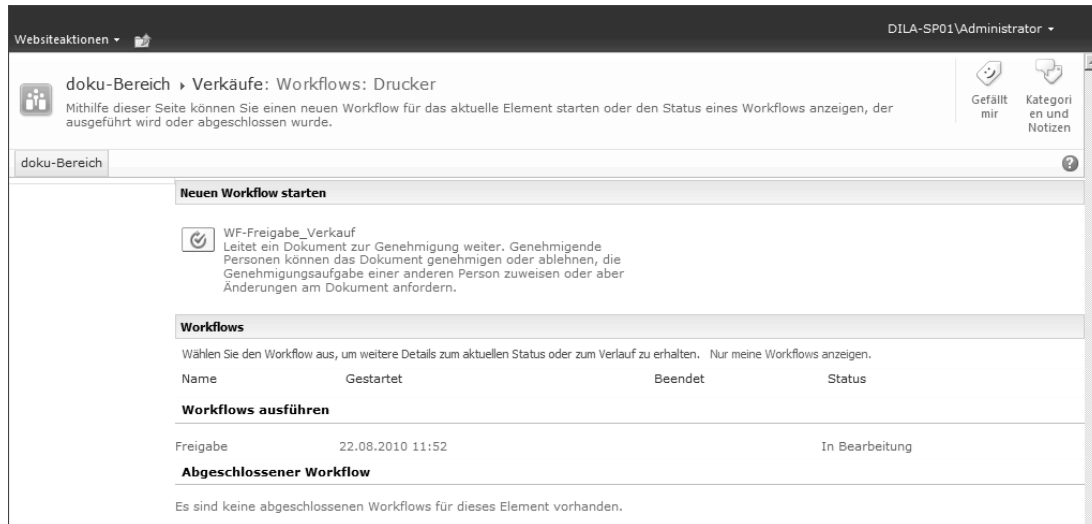 DILA-SP01\Administrator
Websiteaktionen
doku-Bereich ▸ Verkäufe: Workflows: Drucker
Mithilfe dieser Seite können Sie einen neuen Workflow für das aktuelle Element starten oder den Status eines Workflows anzeigen, der
ausgeführt wird oder abgeschlossen wurde.
Gefällt
mir
Kategori
en und
Notizen
doku-Bereich
Neuen Workflow starten
WF-Freigabe_Verkauf
Leitet ein Dokument zur Genehmigung weiter. Genehmigende
Personen können das Dokument genehmigen oder ablehnen, die
Genehmigungsaufgabe einer anderen Person zuweisen oder aber
Änderungen am Dokument anfordern.
Workflows
Wählen Sie den Workflow aus, um weitere Details zum aktuellen Status oder zum Verlauf zu erhalten. Nur meine Workflows anzeigen.
Name Gestartet Beendet Status
Workflows ausführen
Freigabe 22.08.2010 11:52 In Bearbeitung
Abgeschlossener Workflow
Es sind keine abgeschlossenen Workflows für dieses Element vorhanden.